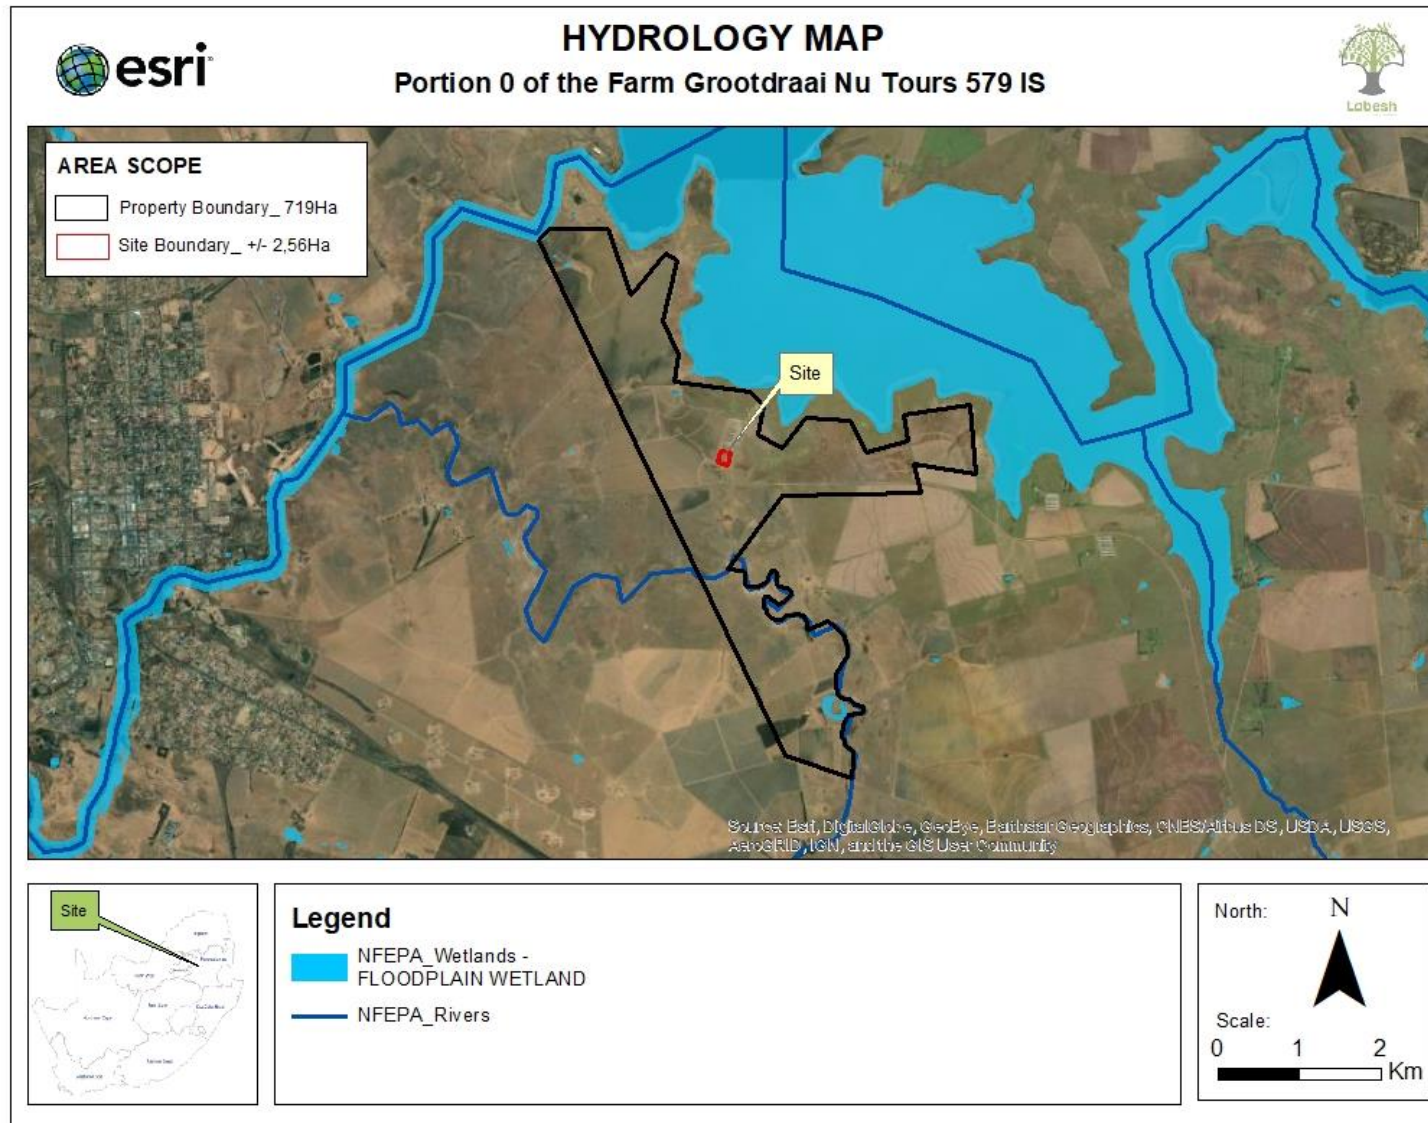 esri
HYDROLOGY MAP
Portion 0 of the Farm Grootdraai Nu Tours 579 IS
Labesh
AREA SCOPE
Property Boundary_ 719Ha
Site Boundary_ +/- 2,56Ha
Site
Source: Esri, DigitalGlobe, GeoEye, Earthstar Geographics, CNES/Airbus DS, USDA, USGS,
AeroGRID, IGN, and the GIS User Community
Site
Legend
NFEPA_Wetlands -
FLOODPLAIN WETLAND
NFEPA_Rivers
North:
N
Scale:
0 1 2
Km